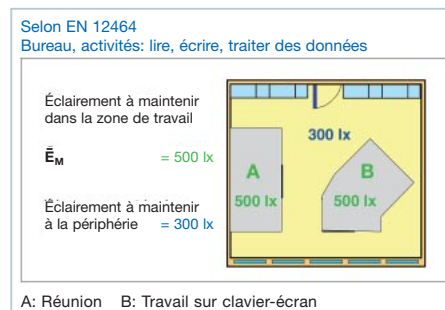 Selon EN 12464
Bureau, activités: lire, écrire, traiter des données
Éclairement à maintenir
dans la zone de travail
ĒM = 500 lx
Éclairement à maintenir
à la périphérie = 300 lx
300 lx
A
500 lx
B
500 lx
A: Réunion B: Travail sur clavier-écran